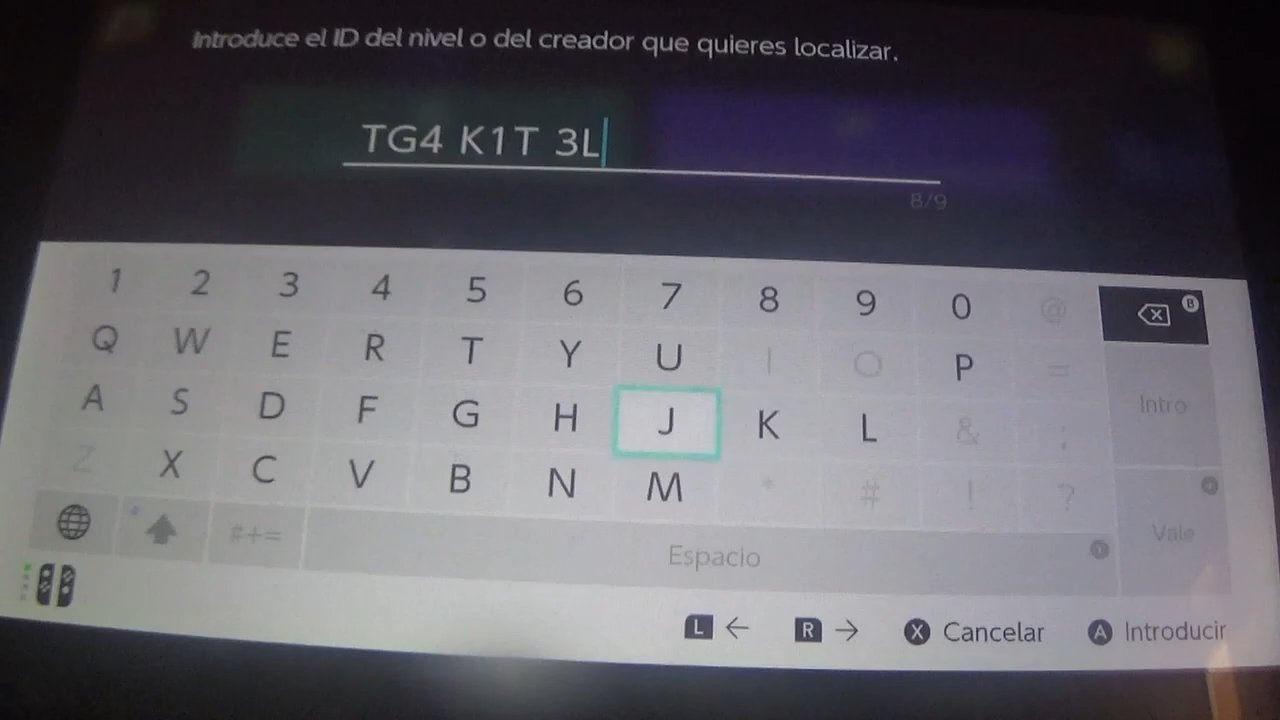 Introduce el ID del nivel o del creador que quieres localizar.
TG4 K1T 3L
8/9
1 2 3 4 5 6 7 8 9 0 @ B
Q W E R T Y U I O P =
A S D F G H J K L & ; Intro
Z X C V B N M * # ! ?
#+= Espacio Y Vale
L ← R → X Cancelar A Introducir